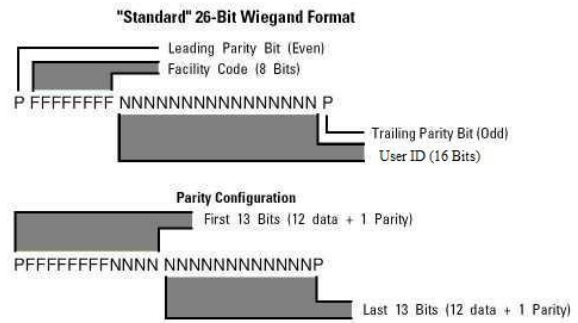 "Standard" 26-Bit Wiegand Format
Leading Parity Bit (Even)
Facility Code (8 Bits)
P FFFFFFFF NNNNNNNNNNNNNNNN P
Trailing Parity Bit (Odd)
User ID (16 Bits)
Parity Configuration
First 13 Bits (12 data + 1 Parity)
PFFFFFFFFNNNN NNNNNNNNNNNNP
Last 13 Bits (12 data + 1 Parity)